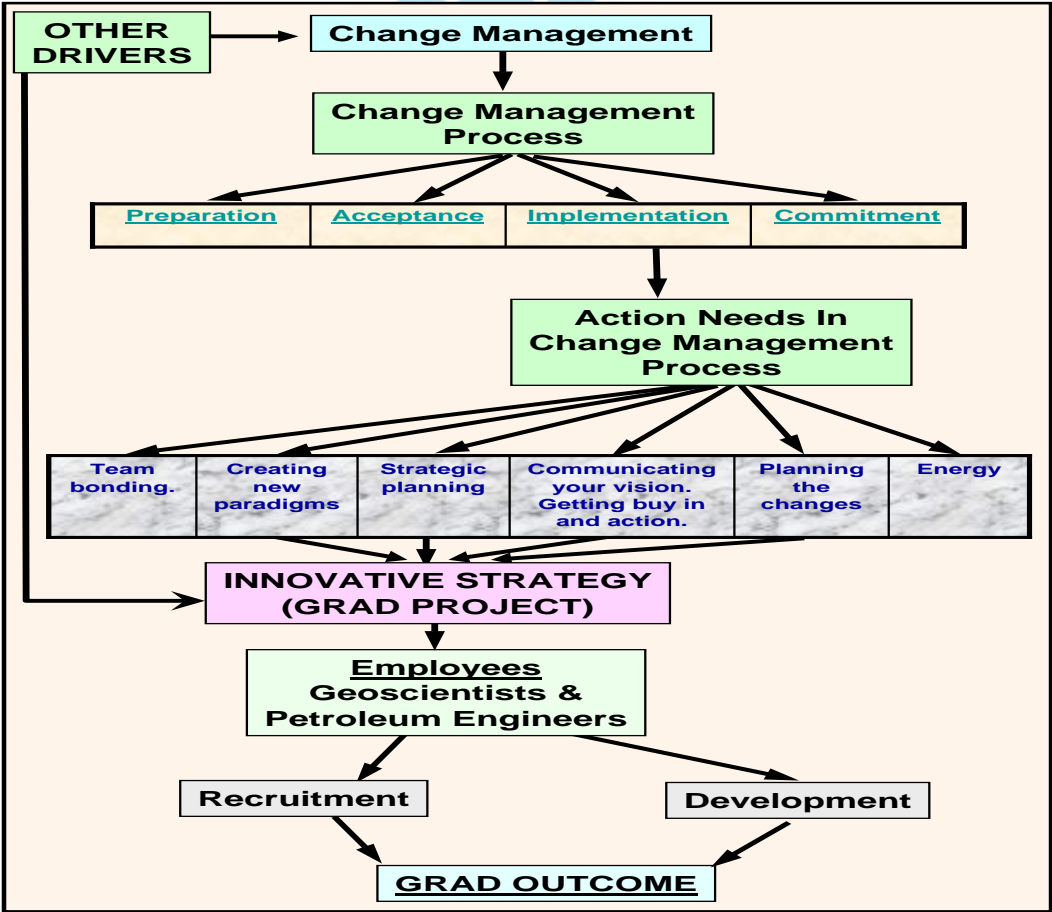 OTHER
DRIVERS
Change Management
Change Management
Process
Preparation
Acceptance
Implementation
Commitment
Action Needs In
Change Management
Process
Team
bonding.
Creating
new
paradigms
Strategic
planning
Communicating
your vision.
Getting buy in
and action.
Planning
the
changes
Energy
INNOVATIVE STRATEGY
(GRAD PROJECT)
Employees
Geoscientists &
Petroleum Engineers
Recruitment
Development
GRAD OUTCOME